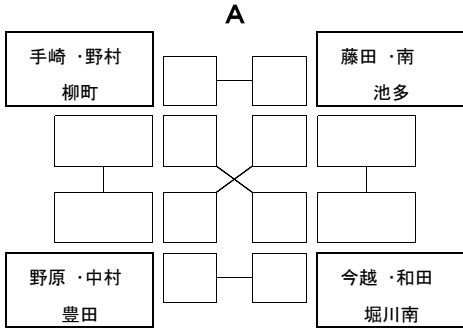 A
手崎 ・野村
柳町
藤田 ・南
池多
野原 ・中村
豊田
今越 ・和田
堀川南